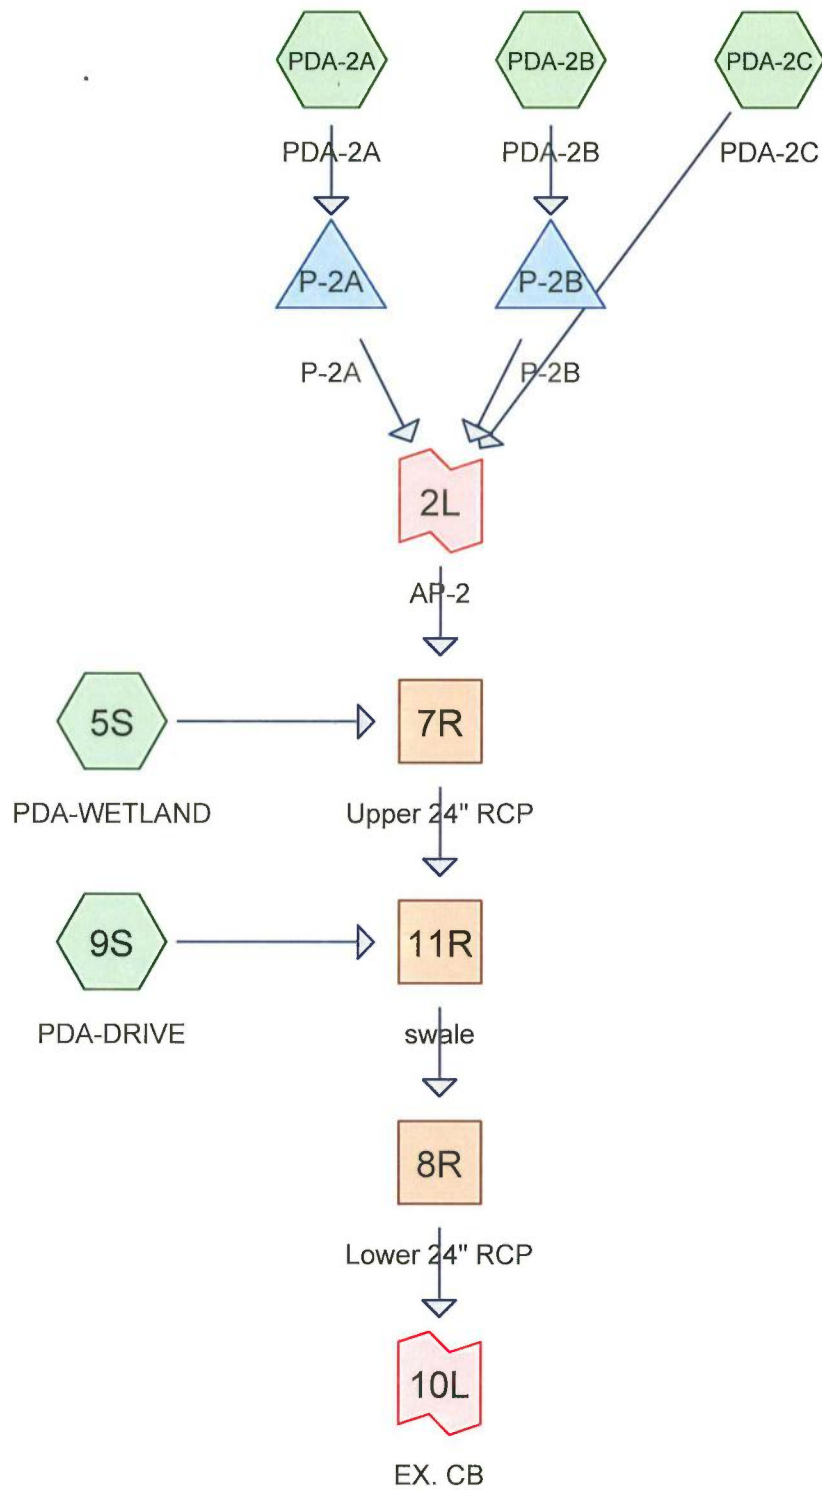 PDA-2A PDA-2B PDA-2C
PDA-2A PDA-2B PDA-2C
P-2A P-2B
P-2A P-2B
2L
AP-2
5S 7R
PDA-WETLAND Upper 24" RCP
9S 11R
PDA-DRIVE swale
8R
Lower 24" RCP
10L
EX. CB